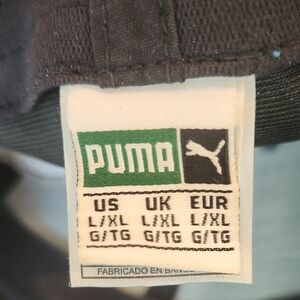 PUMA
US UK EUR
L/XL L/XL L/XL
G/TG G/TG G/TG
FABRICADO EN